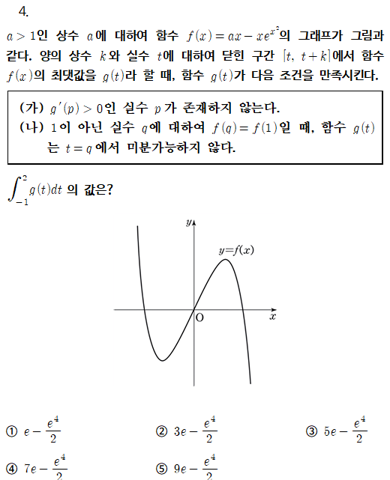 4.
a>1인 상수 a에 대하여 함수 f(x)=ax-xe^{x^2}의 그래프가 그림과
같다. 양의 상수 k와 실수 t에 대하여 닫힌 구간 [t, t+k]에서 함수
f(x)의 최댓값을 g(t)라 할 때, 함수 g(t)가 다음 조건을 만족시킨다.
(가) g′(p)>0인 실수 p가 존재하지 않는다.
(나) 1이 아닌 실수 q에 대하여 f(q)=f(1)일 때, 함수 g(t)
는 t=q에서 미분가능하지 않다.
∫_{-1}^{2} g(t)dt 의 값은?
y
y=f(x)
O
x
① e-e^4/2 ② 3e-e^4/2 ③ 5e-e^4/2
④ 7e-e^4/2 ⑤ 9e-e^4/2